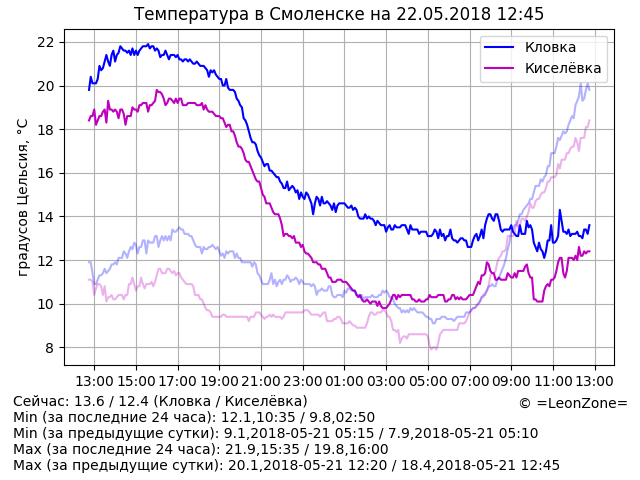 Температура в Смоленске на 22.05.2018 12:45
Кловка
Киселёвка
градусов Цельсия, °C
22
20
18
16
14
12
10
8
13:00 15:00 17:00 19:00 21:00 23:00 01:00 03:00 05:00 07:00 09:00 11:00 13:00
Сейчас: 13.6 / 12.4 (Кловка / Киселёвка)
© =LeonZone=
Min (за последние 24 часа): 12.1,10:35 / 9.8,02:50
Min (за предыдущие сутки): 9.1,2018-05-21 05:15 / 7.9,2018-05-21 05:10
Max (за последние 24 часа): 21.9,15:35 / 19.8,16:00
Max (за предыдущие сутки): 20.1,2018-05-21 12:20 / 18.4,2018-05-21 12:45